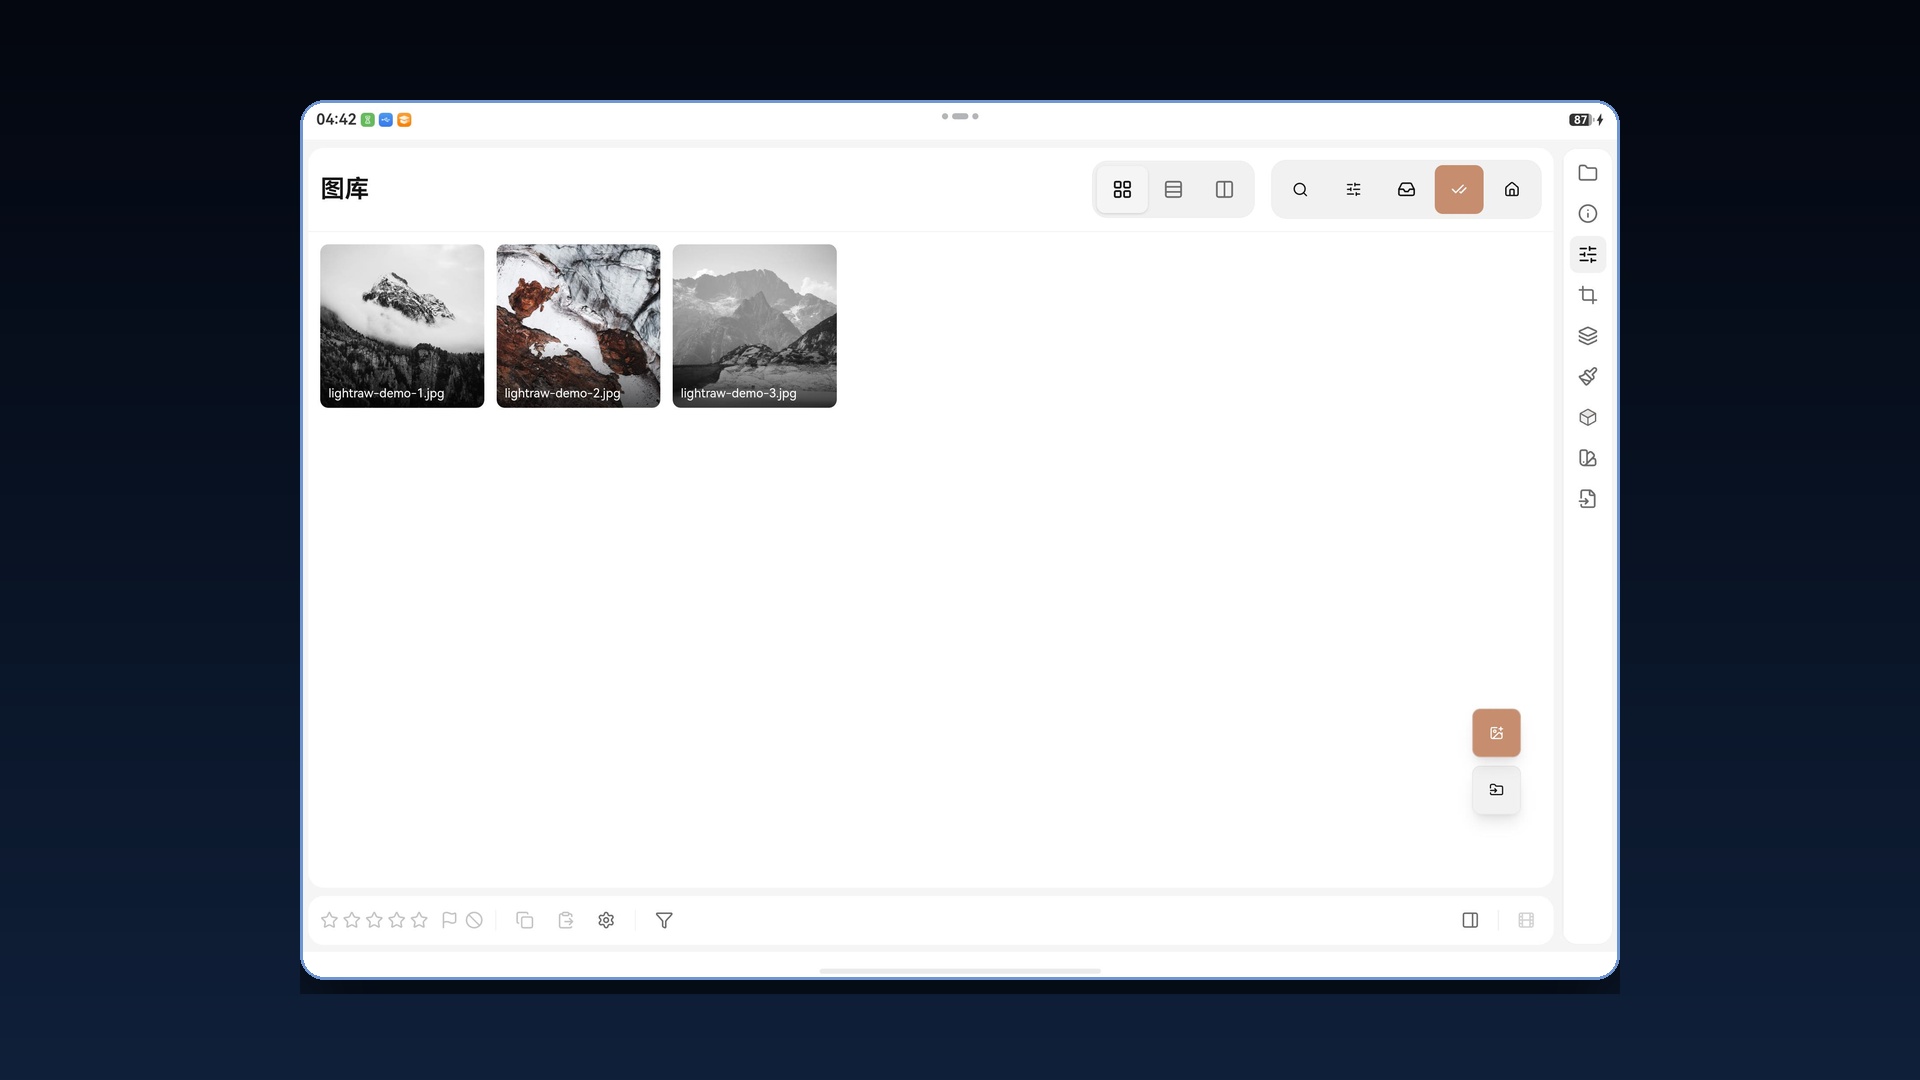 04:42
87
图库
lightraw-demo-1.jpg
lightraw-demo-2.jpg
lightraw-demo-3.jpg